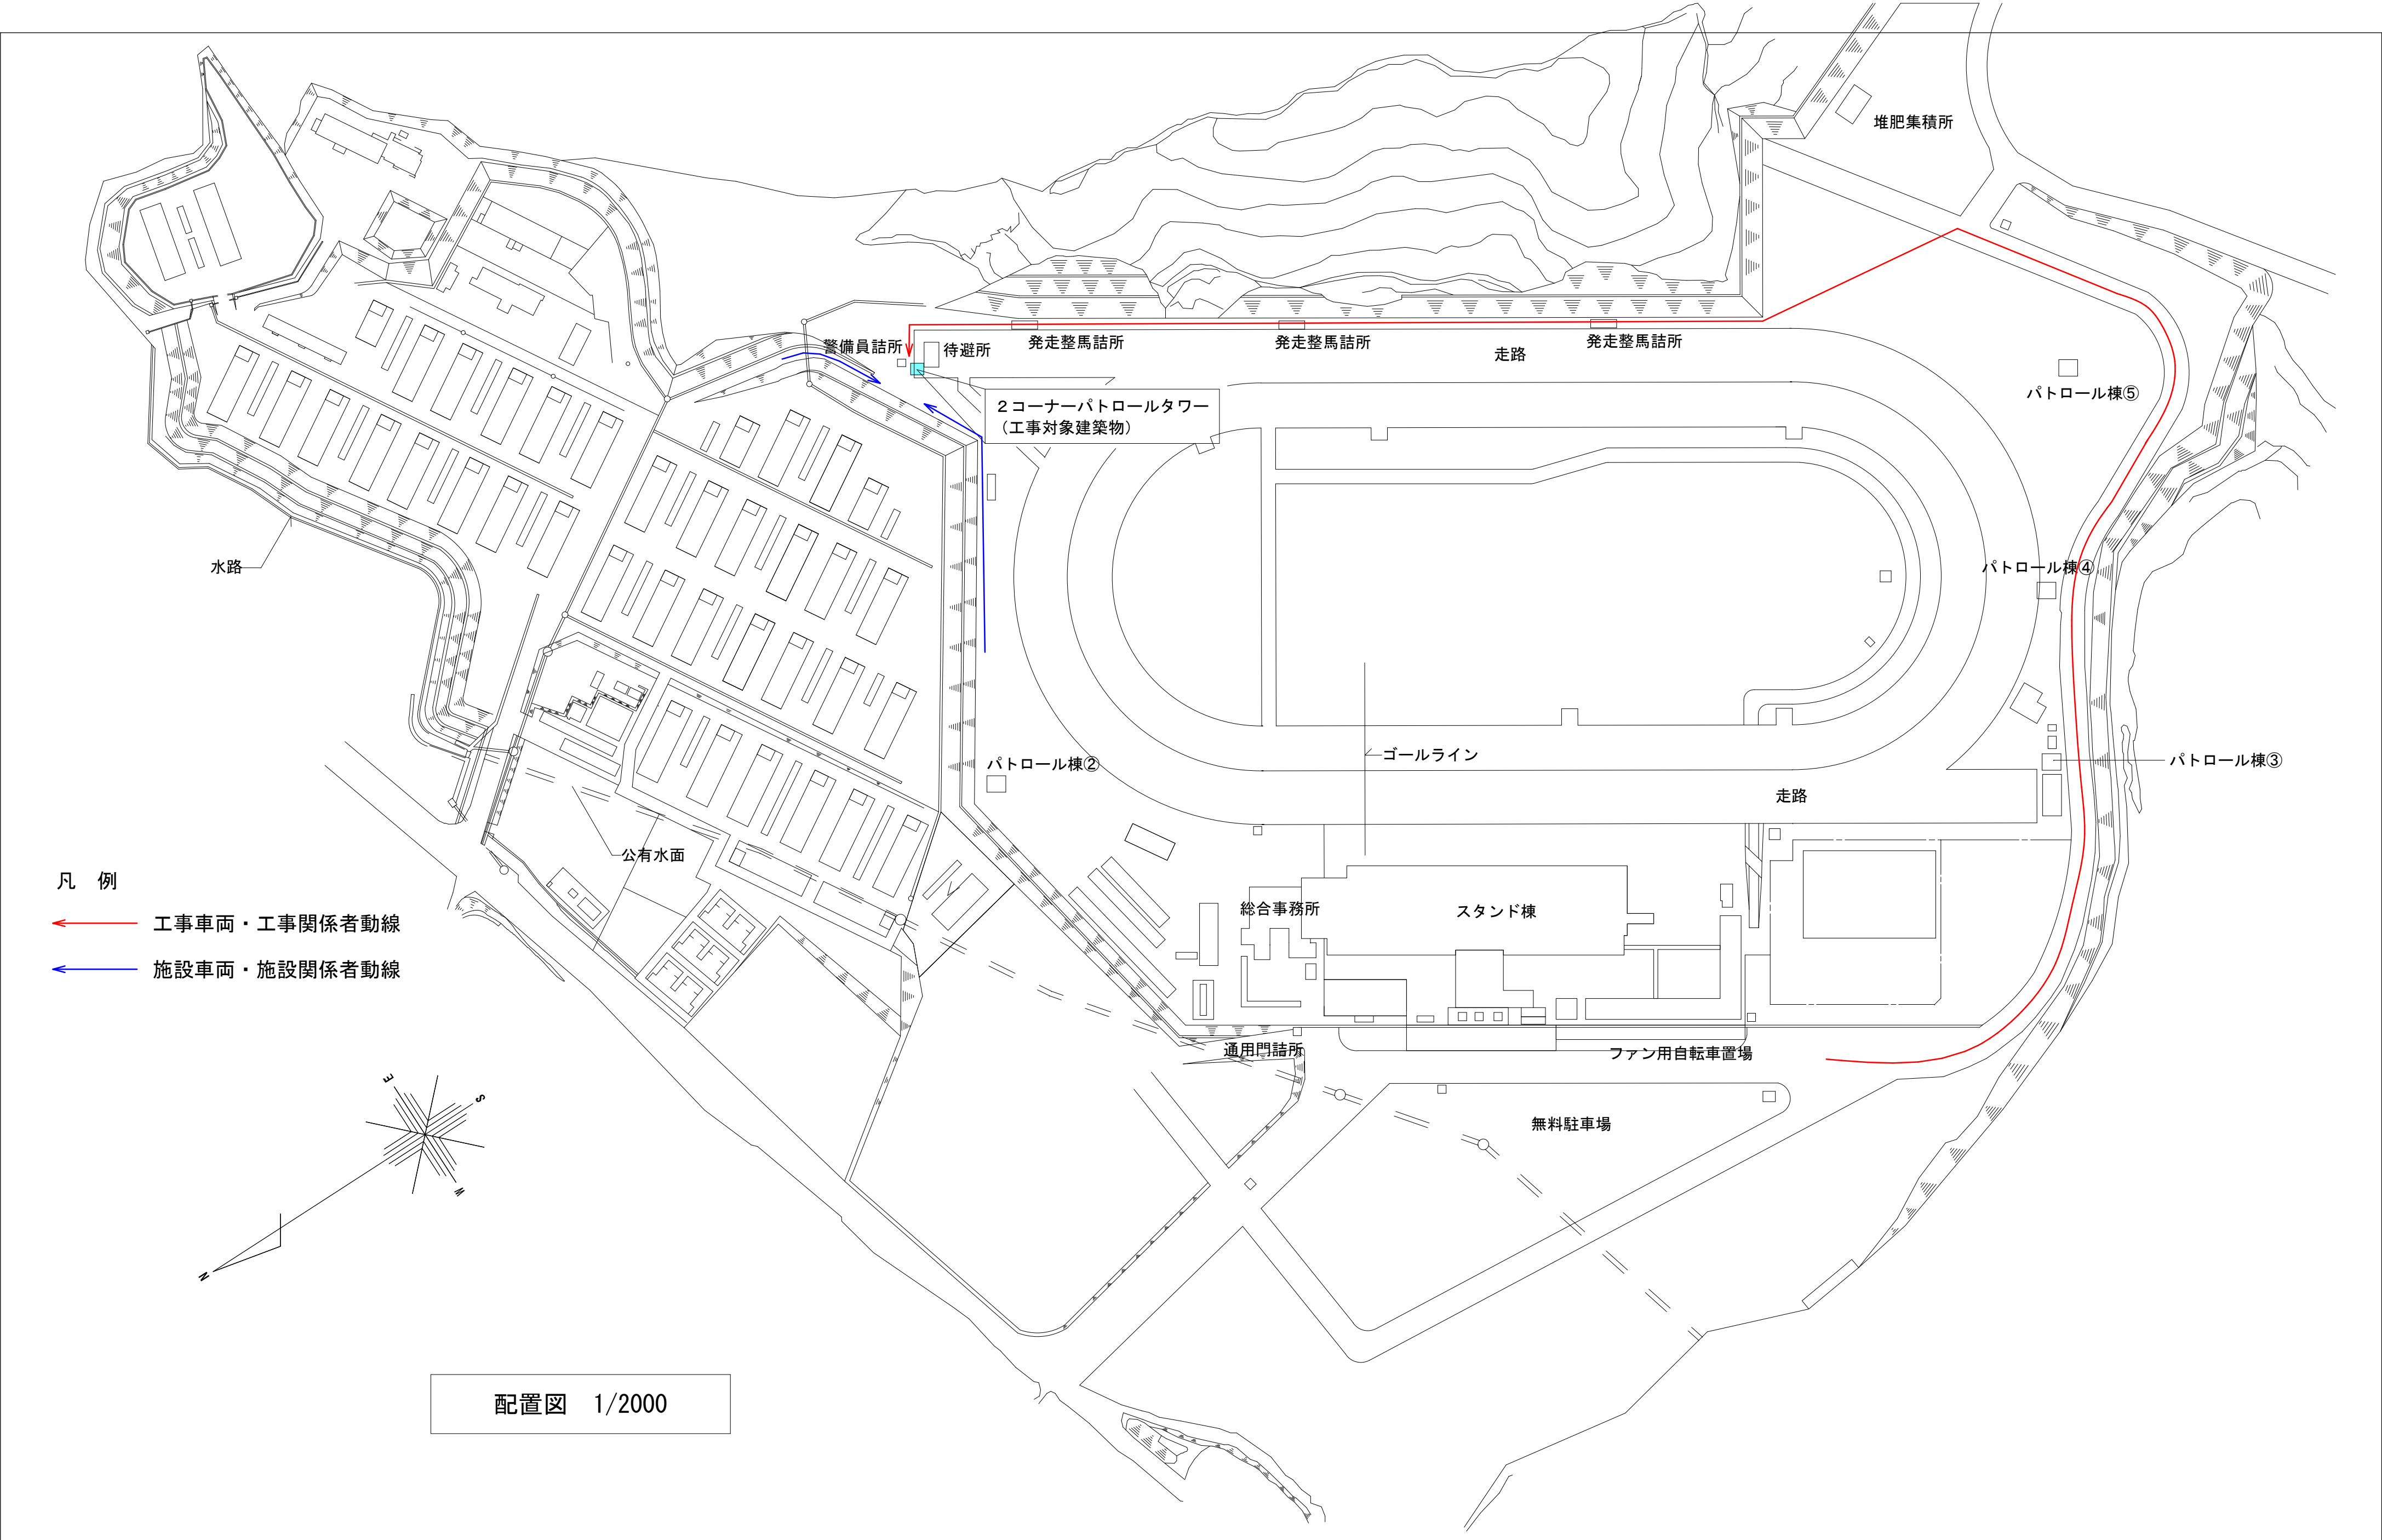 堆肥集積所
警備員詰所
待避所
発走整馬詰所
発走整馬詰所
発走整馬詰所
走路
パトロール棟⑤
2コーナーパトロールタワー
（工事対象建築物）
水路
パトロール棟④
ゴールライン
パトロール棟②
パトロール棟③
走路
公有水面
凡　例
工事車両・工事関係者動線
施設車両・施設関係者動線
総合事務所
スタンド棟
通用門詰所
ファン用自転車置場
無料駐車場
E
S
W
N
配置図　1/2000